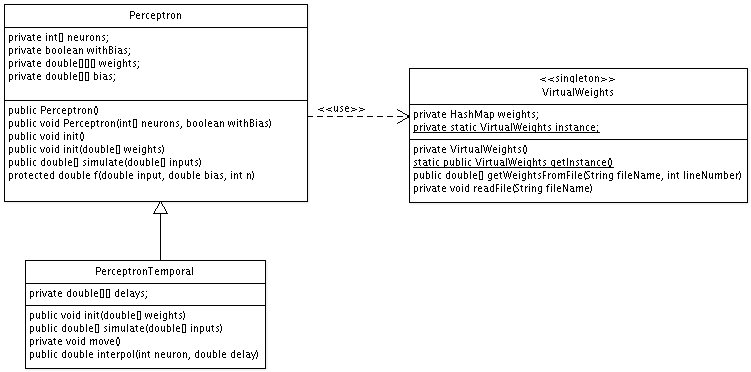 Perceptron
private int[] neurons;
private boolean withBias;
private double[][][] weights;
private double[][] bias;
public Perceptron()
public void Perceptron(int[] neurons, boolean withBias)
public void init()
public void init(double[] weights)
public double[] simulate(double[] inputs)
protected double f(double input, double bias, int n)
<<use>>
<<singleton>>
VirtualWeights
private HashMap weights;
private static VirtualWeights instance;
private VirtualWeights()
static public VirtualWeights getInstance()
public double[] getWeightsFromFile(String fileName, int lineNumber)
private void readFile(String fileName)
PerceptronTemporal
private double[][] delays;
public void init(double[] weights)
public double[] simulate(double[] inputs)
private void move()
public double interpol(int neuron, double delay)